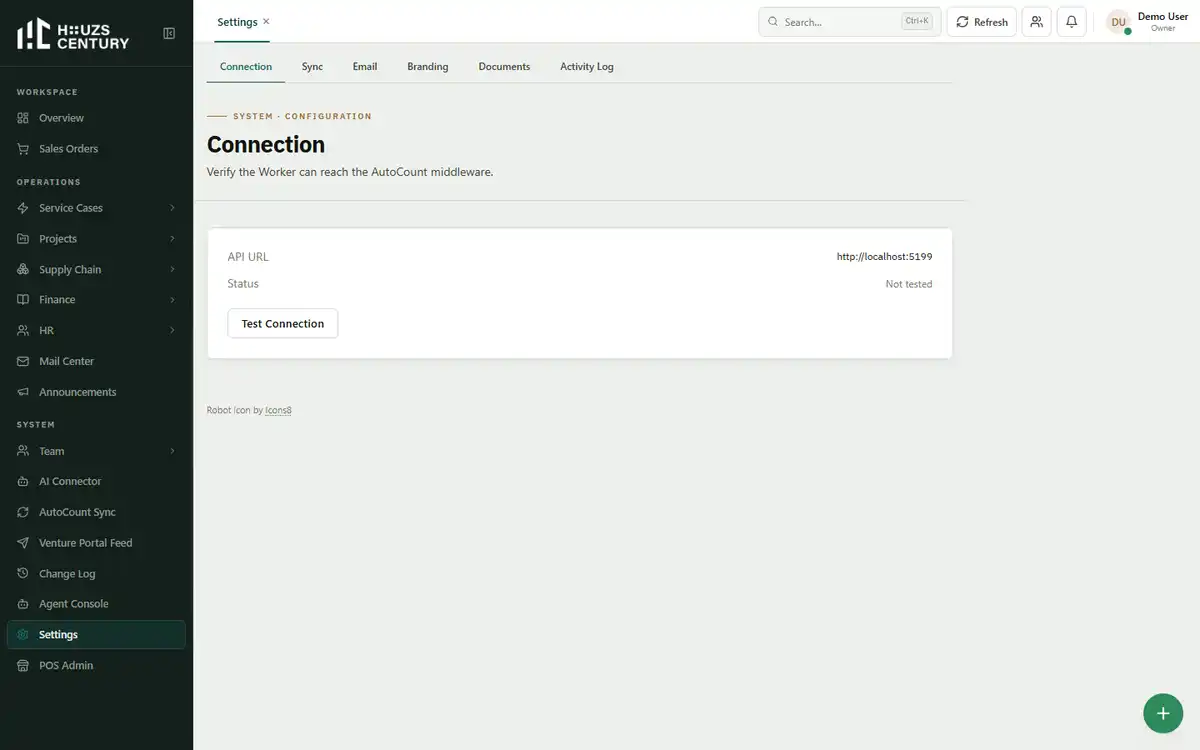 HOUZS CENTURY
Settings ×
Search...
Ctrl+K
Refresh
DU
Demo User
Owner
WORKSPACE
Overview
Sales Orders
OPERATIONS
Service Cases
Projects
Supply Chain
Finance
HR
Mail Center
Announcements
SYSTEM
Team
AI Connector
AutoCount Sync
Venture Portal Feed
Change Log
Agent Console
Settings
POS Admin
Connection
Sync
Email
Branding
Documents
Activity Log
SYSTEM · CONFIGURATION
Connection
Verify the Worker can reach the AutoCount middleware.
API URL
http://localhost:5199
Status
Not tested
Test Connection
Robot icon by Icons8